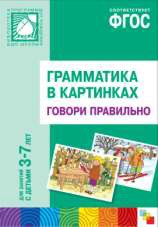 СООТВЕТСТВУЕТ
ФГОС
ГРАММАТИКА
В КАРТИНКАХ
ГОВОРИ ПРАВИЛЬНО
ДЛЯ ЗАНЯТИЙ
С ДЕТЬМИ 3-7 ЛЕТ